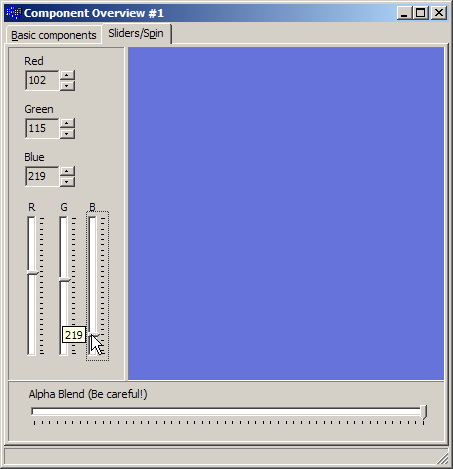 Component Overview #1
Basic components Sliders/Spin
Red
102
Green
115
Blue
219
R G B
219
Alpha Blend (Be careful!)